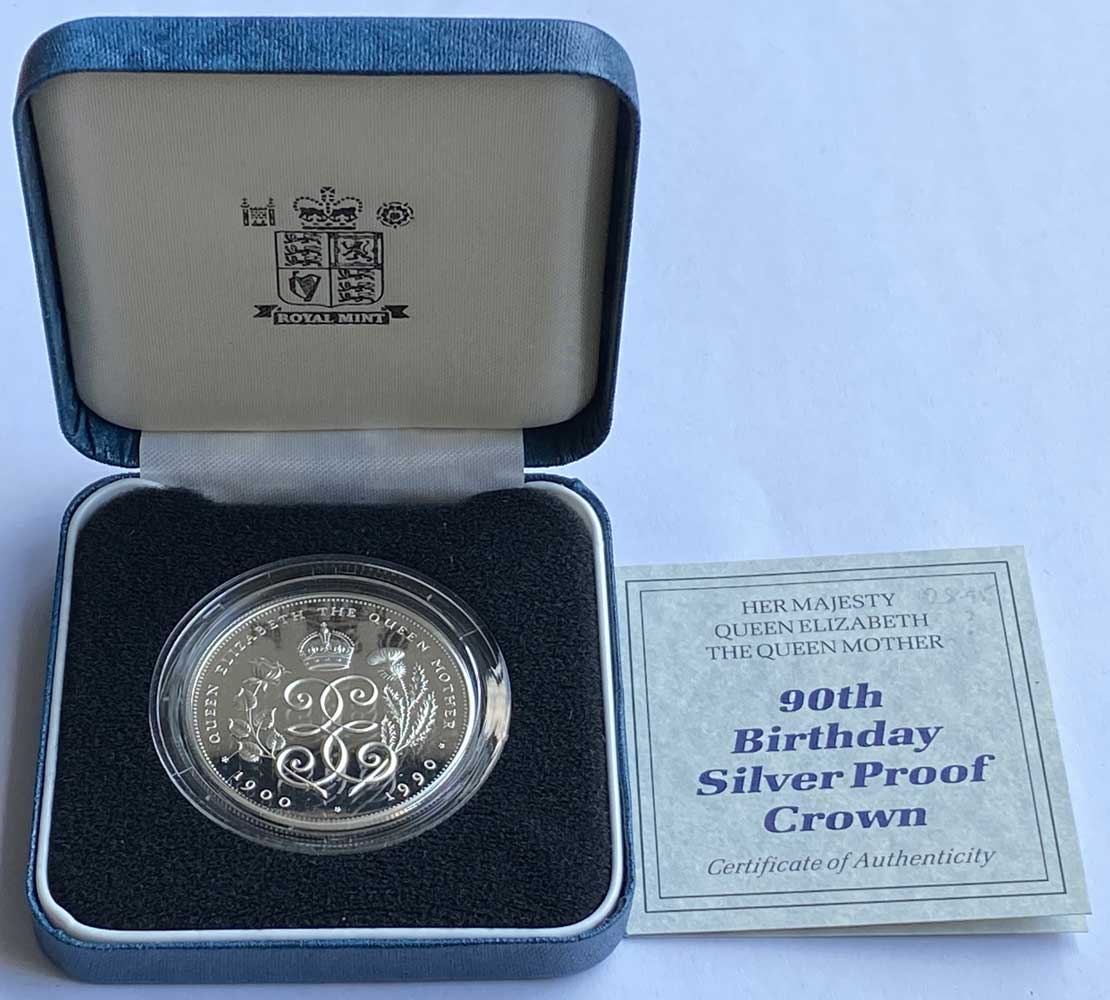 ROYAL MINT
QUEEN ELIZABETH THE QUEEN MOTHER
1900 1990
HER MAJESTY
QUEEN ELIZABETH
THE QUEEN MOTHER
90th
Birthday
Silver Proof
Crown
Certificate of Authenticity